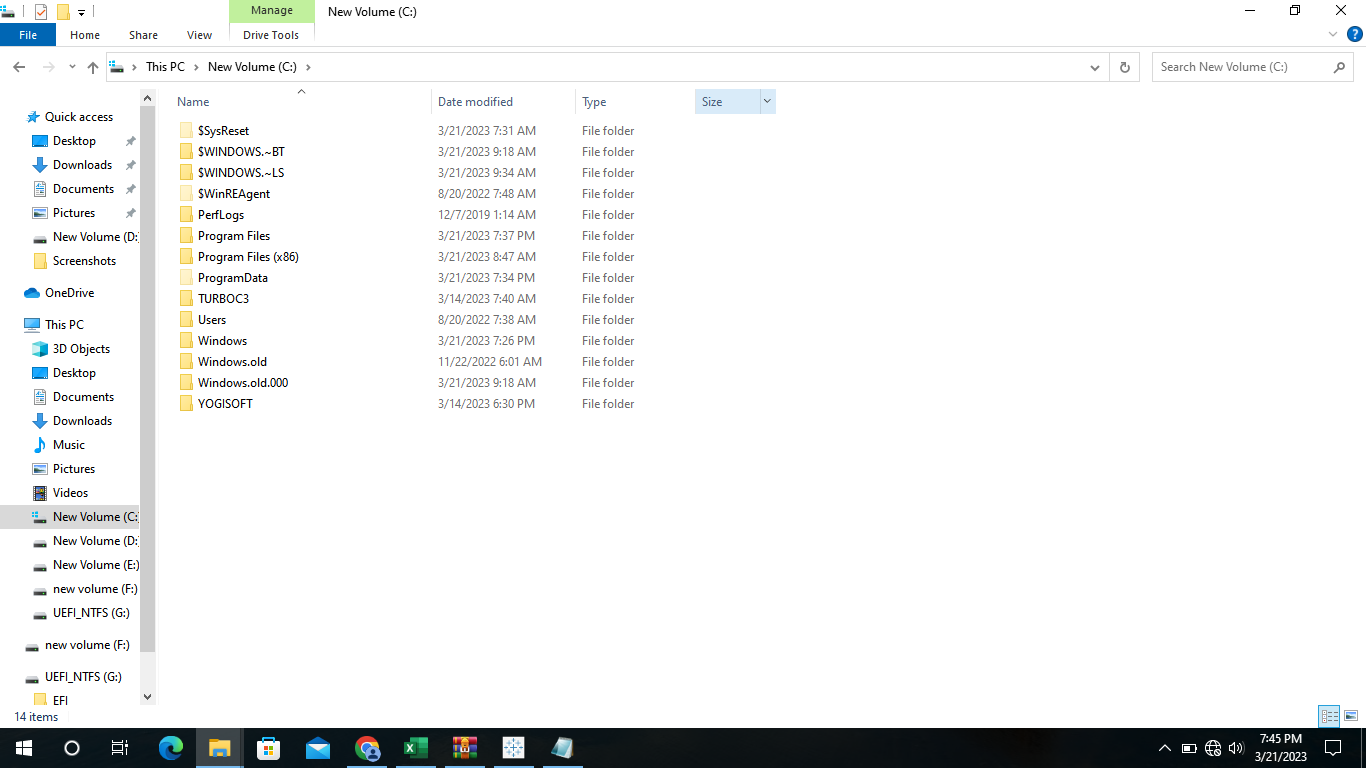 Manage New Volume (C:)
File Home Share View Drive Tools ?
This PC New Volume (C:) Search New Volume (C:)
Name Date modified Type Size
$SysReset 3/21/2023 7:31 AM File folder
$WINDOWS.~BT 3/21/2023 9:18 AM File folder
$WINDOWS.~LS 3/21/2023 9:34 AM File folder
$WinREAgent 8/20/2022 7:48 AM File folder
PerfLogs 12/7/2019 1:14 AM File folder
Program Files 3/21/2023 7:37 PM File folder
Program Files (x86) 3/21/2023 8:47 AM File folder
ProgramData 3/21/2023 7:34 PM File folder
TURBOC3 3/14/2023 7:40 AM File folder
Users 8/20/2022 7:38 AM File folder
Windows 3/21/2023 7:26 PM File folder
Windows.old 11/22/2022 6:01 AM File folder
Windows.old.000 3/21/2023 9:18 AM File folder
YOGISOFT 3/14/2023 6:30 PM File folder
Quick access
Desktop
Downloads
Documents
Pictures
New Volume (D:
Screenshots
OneDrive
This PC
3D Objects
Desktop
Documents
Downloads
Music
Pictures
Videos
New Volume (C:
New Volume (D:
New Volume (E:)
new volume (F:)
UEFI_NTFS (G:)
new volume (F:)
UEFI_NTFS (G:)
EFI
14 items
7:45 PM
3/21/2023